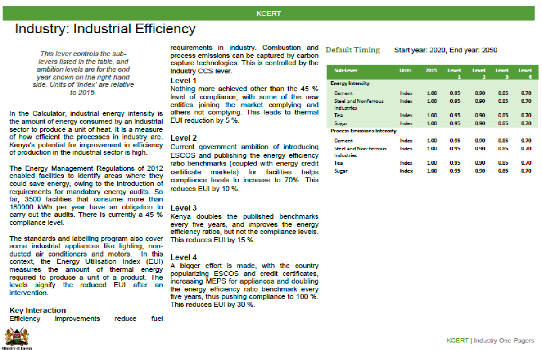 KCERT
Industry: Industrial Efficiency
This lever controls the sub-
levers listed in the table, and
ambition levels are for the end
year shown on the right hand
side. Units of 'Index' are relative
to 2015.
In the Calculator, industrial energy intensity is
the amount of energy consumed by an industrial
sector to produce a unit of heat. It is a measure
of how efficient the processes in industry are.
Kenya's potential for improvement in efficiency
of production in the industrial sector is high.
The Energy Management Regulations of 2012
enabled facilities to identify areas where they
could save energy, owing to the introduction of
requirements for mandatory energy audits. So
far, 3500 facilities that consume more than
180000 kWh per year have an obligation to
carry out the audits. There is currently a 45 %
compliance level.
The standards and labelling program also cover
some industrial appliances like lighting, non-
ducted air conditioners and motors. In this
context, the Energy Utilisation Index (EUI)
measures the amount of thermal energy
required to produce a unit of a product. The
levels signify the reduced EUI after an
intervention.
Key Interaction
Efficiency improvements reduce fuel
requirements in industry. Combustion and
process emissions can be captured by carbon
capture technologies. This is controlled by the
Industry CCS lever.
Level 1
Nothing more achieved other than the 45 %
level of compliance, with some of the new
entities joining the market complying and
others not complying. This leads to thermal
EUI reduction by 5 %.
Level 2
Current government ambition of introducing
ESCOS and publishing the energy efficiency
ratio benchmarks (coupled with energy credit
certificate markets) for facilities helps
compliance levels to increase to 70%. This
reduces EUI by 10 %.
Level 3
Kenya doubles the published benchmarks
every five years, and improves the energy
efficiency ratios, but not the compliance levels.
This reduces EUI by 15 %.
Level 4
A bigger effort is made, with the country
popularizing ESCOS and credit certificates,
increasing MEPS for appliances and doubling
the energy efficiency ratio benchmark every
five years, thus pushing compliance to 100 %.
This reduces EUI by 30 %.
Default Timing Start year: 2020, End year: 2050
Sub-levers Units 2015 Level 1 Level 2 Level 3 Level 4
Energy Intensity
Cement Index 1.00 0.95 0.90 0.85 0.70
Steel and Non-ferrous Industries Index 1.00 0.95 0.90 0.85 0.70
Tea Index 1.00 0.95 0.90 0.85 0.70
Sugar Index 1.00 0.95 0.90 0.85 0.70
Process Emissions Intensity
Cement Index 1.00 0.95 0.90 0.85 0.70
Steel and Non-ferrous Industries Index 1.00 0.95 0.90 0.85 0.70
Tea Index 1.00 0.95 0.90 0.85 0.70
Sugar Index 1.00 0.95 0.90 0.85 0.70
Ministry of Energy
KCERT | Industry One-Pagers